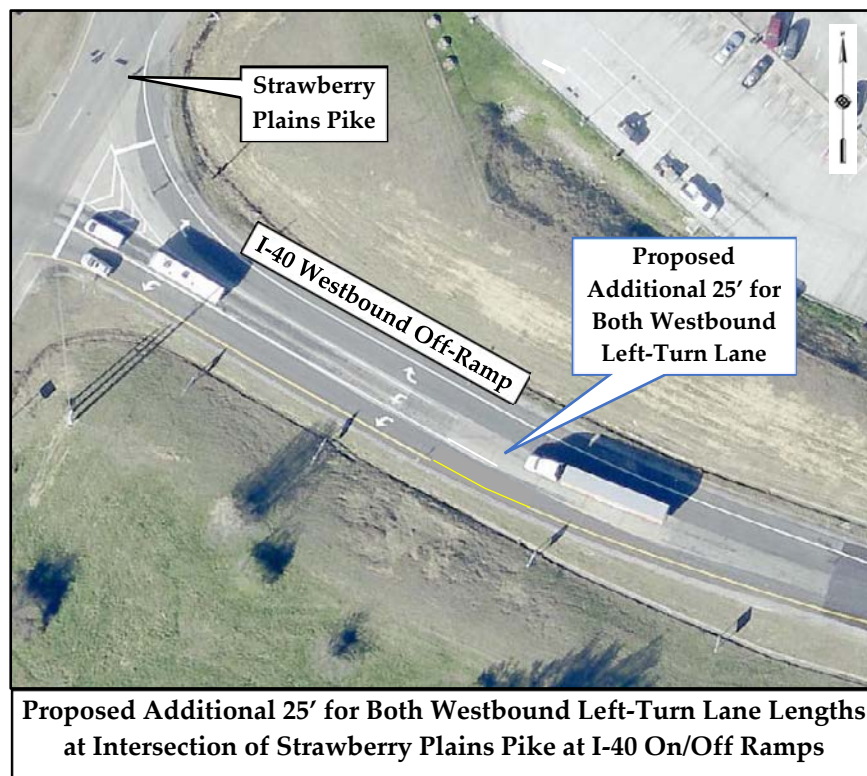 Strawberry
Plains Pike
I-40 Westbound Off-Ramp
Proposed
Additional 25’ for
Both Westbound
Left-Turn Lane
Proposed Additional 25’ for Both Westbound Left-Turn Lane Lengths
at Intersection of Strawberry Plains Pike at I-40 On/Off Ramps